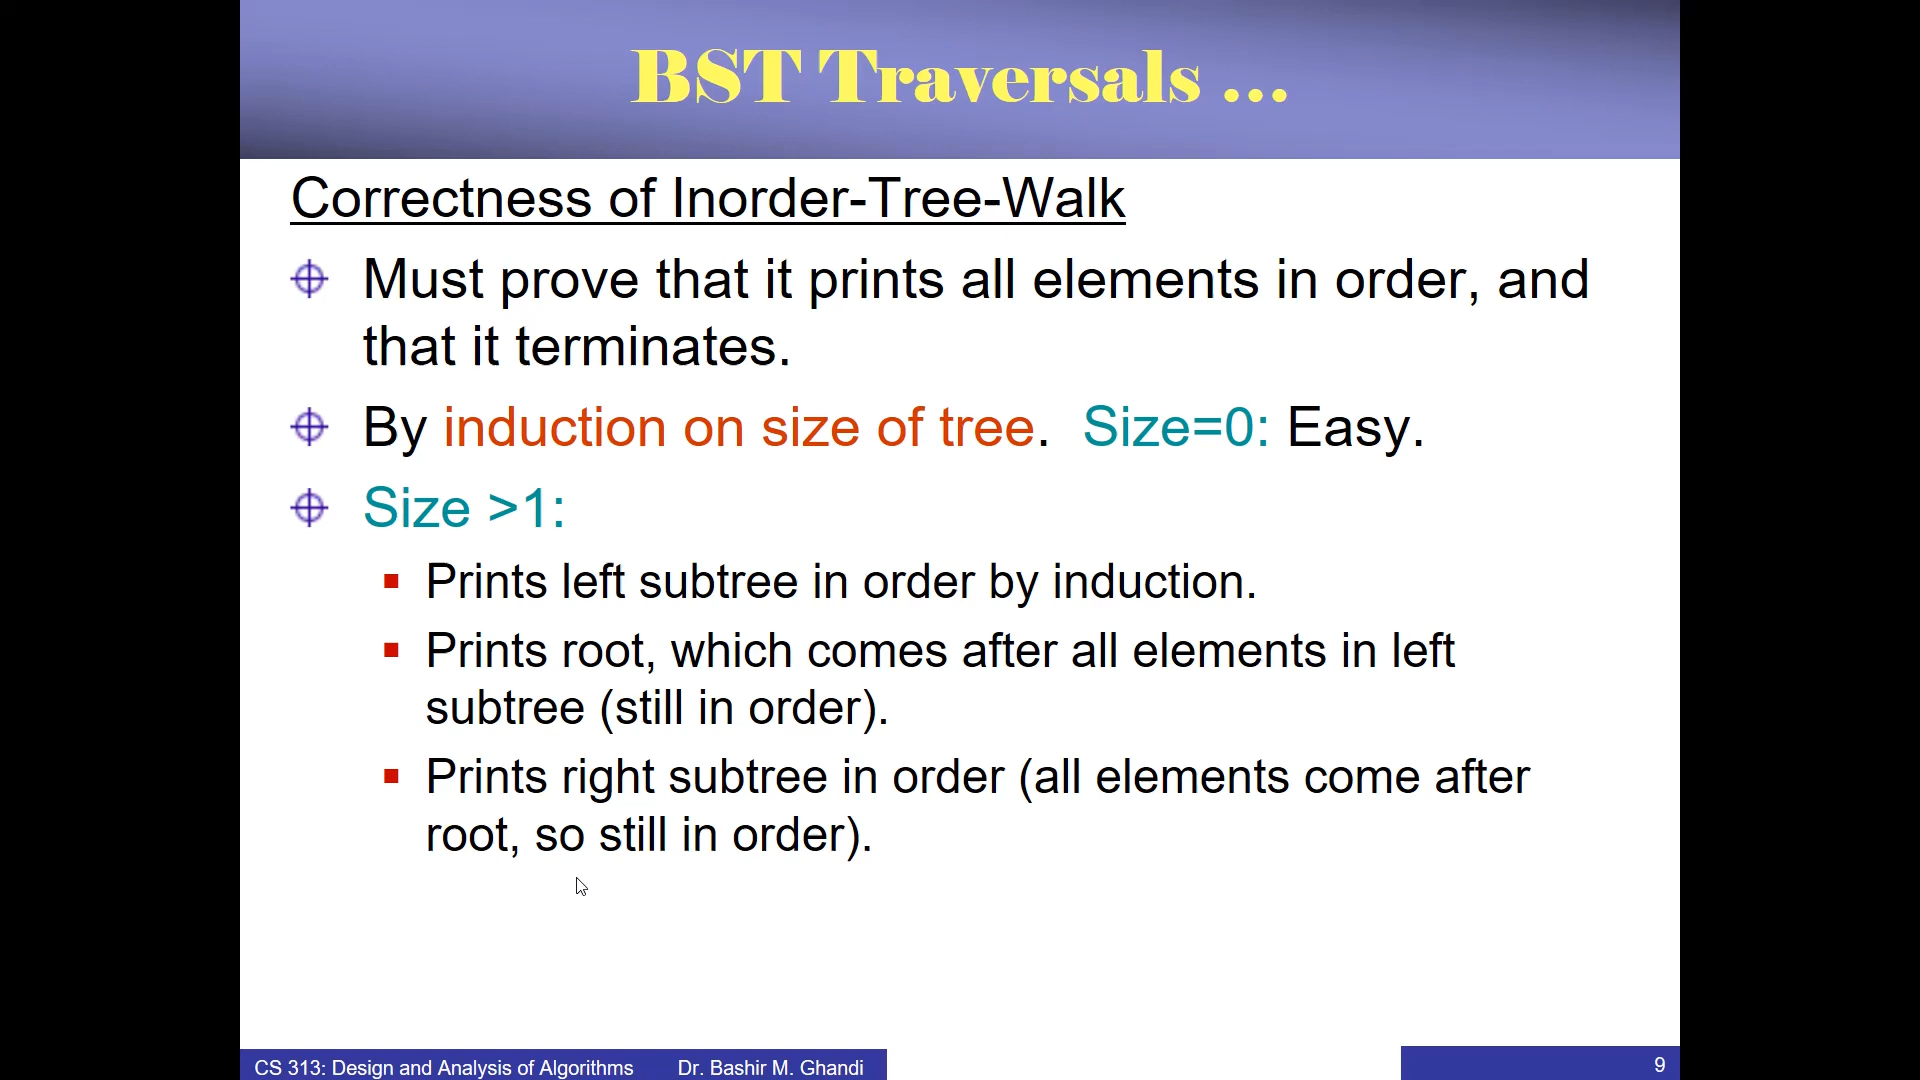 BST Traversals ...
Correctness of Inorder-Tree-Walk
Must prove that it prints all elements in order, and
that it terminates.
By induction on size of tree. Size=0: Easy.
Size >1:
Prints left subtree in order by induction.
Prints root, which comes after all elements in left
subtree (still in order).
Prints right subtree in order (all elements come after
root, so still in order).
CS 313: Design and Analysis of Algorithms Dr. Bashir M. Ghandi
9